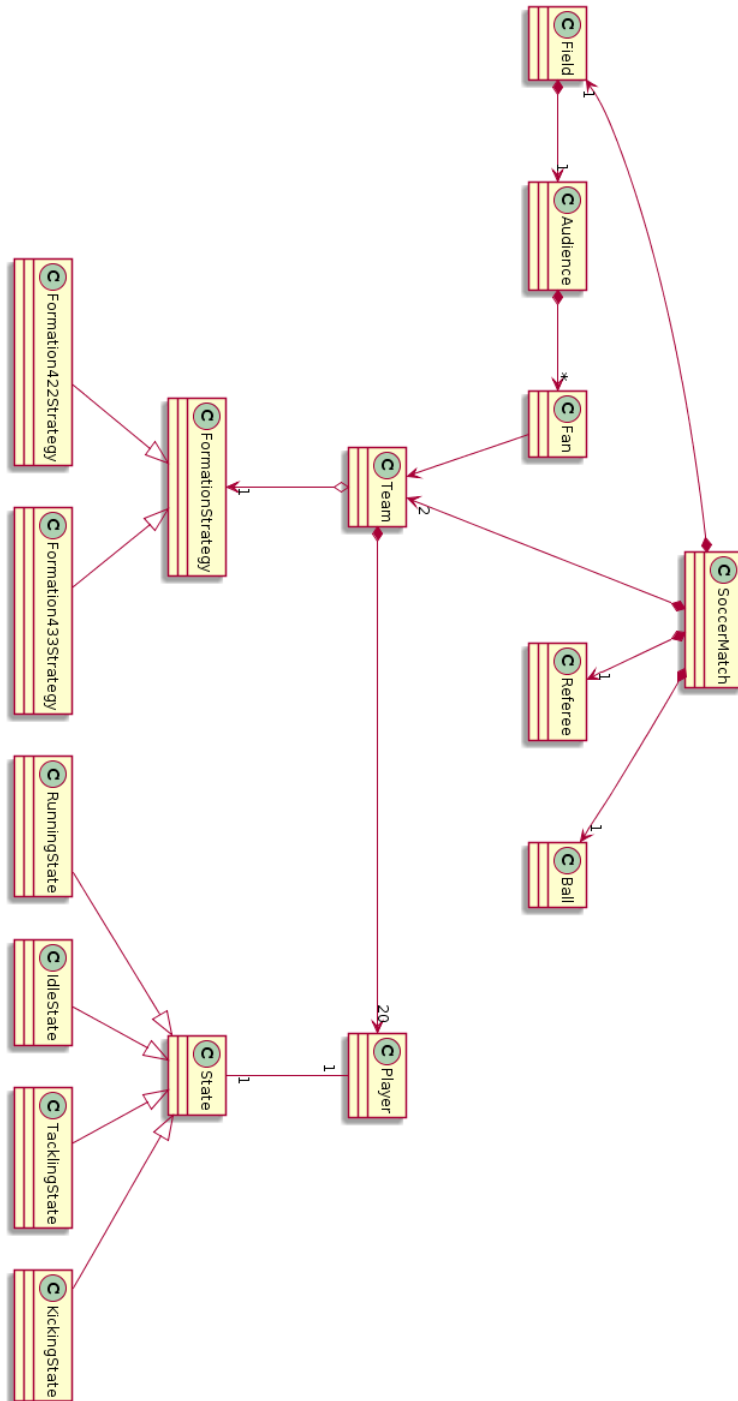 C SoccerMatch
1
1
1
C Field
1
C Audience
*
C Fan
C Referee
C Ball
2
C Team
20
C Player
1
1
1
C FormationStrategy
C State
C Formation422Strategy
C Formation433Strategy
C RunningState
C IdleState
C TacklingState
C KickingState